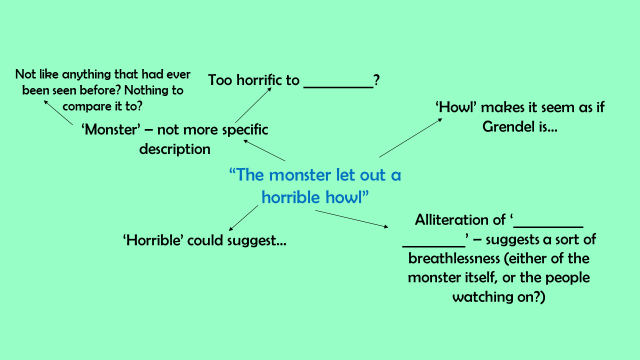 Not like anything that had ever
been seen before? Nothing to
compare it to?
Too horrific to __________?
‘Howl’ makes it seem as if
Grendel is...
‘Monster’ – not more specific
description
“The monster let out a
horrible howl”
‘Horrible’ could suggest...
Alliteration of ‘__________
_________’ – suggests a sort of
breathlessness (either of the
monster itself, or the people
watching on?)